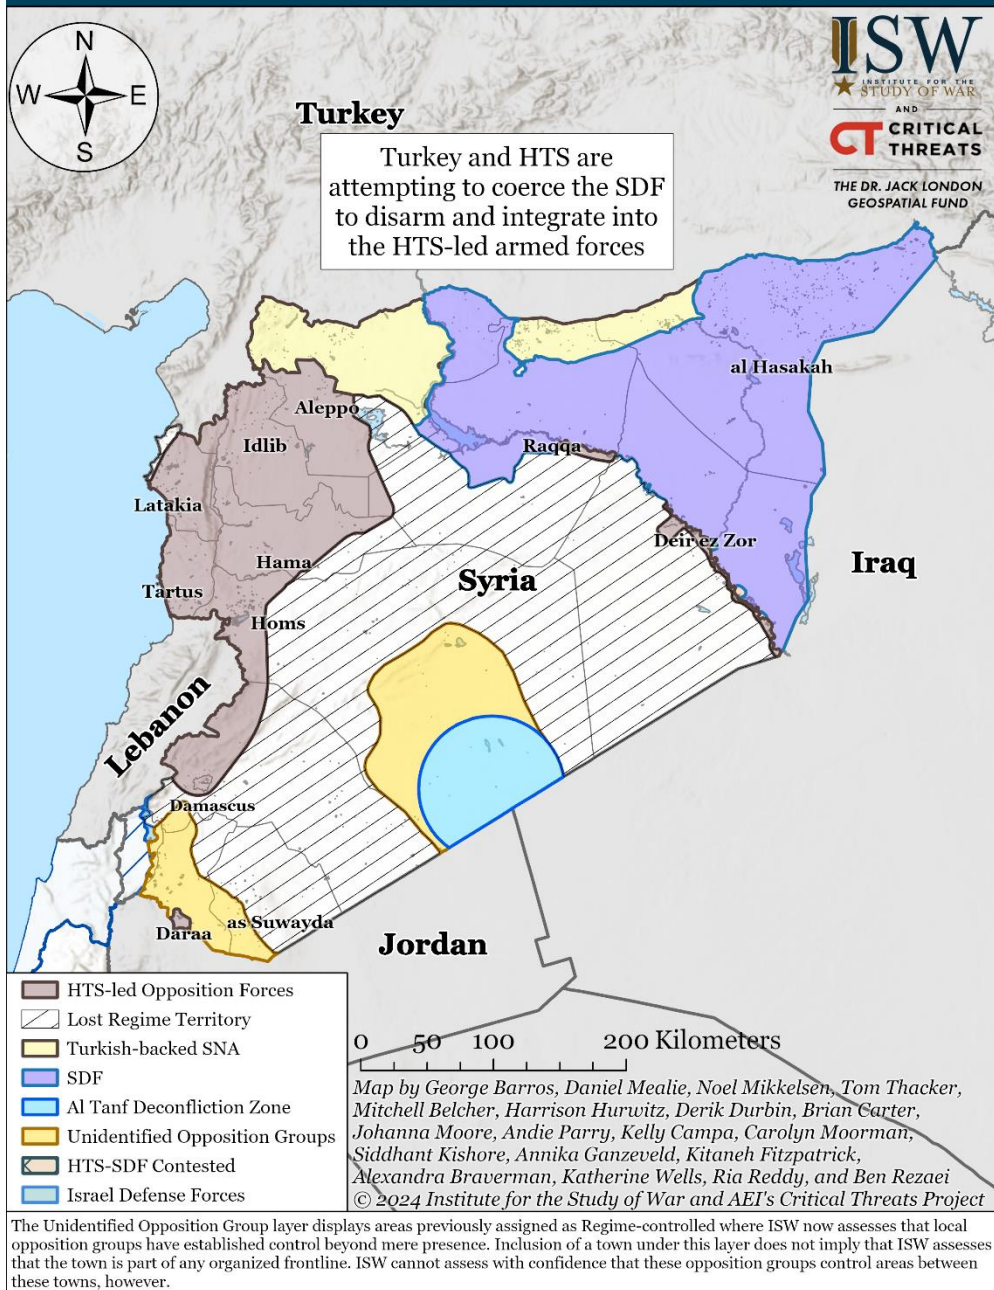 N
W
E
S
ISW
INSTITUTE FOR THE
STUDY OF WAR
AND
CT CRITICAL
THREATS
THE DR. JACK LONDON
GEOSPATIAL FUND
Turkey
Turkey and HTS are
attempting to coerce the SDF
to disarm and integrate into
the HTS-led armed forces
al Hasakah
Aleppo
Idlib
Raqqa
Latakia
Deir ez Zor
Iraq
Hama
Syria
Tartus
Homs
Lebanon
Damascus
as Suwayda
Daraa
Jordan
HTS-led Opposition Forces
Lost Regime Territory
Turkish-backed SNA
SDF
Al Tanf Deconfliction Zone
Unidentified Opposition Groups
HTS-SDF Contested
Israel Defense Forces
0 50 100 200 Kilometers
Map by George Barros, Daniel Mealie, Noel Mikkelsen, Tom Thacker,
Mitchell Belcher, Harrison Hurwitz, Derik Durbin, Brian Carter,
Johanna Moore, Andie Parry, Kelly Campa, Carolyn Moorman,
Siddhant Kishore, Annika Ganzeveld, Kitaneh Fitzpatrick,
Alexandra Braverman, Katherine Wells, Ria Reddy, and Ben Rezaei
© 2024 Institute for the Study of War and AEI's Critical Threats Project
The Unidentified Opposition Group layer displays areas previously assigned as Regime-controlled where ISW now assesses that local
opposition groups have established control beyond mere presence. Inclusion of a town under this layer does not imply that ISW assesses
that the town is part of any organized frontline. ISW cannot assess with confidence that these opposition groups control areas between
these towns, however.